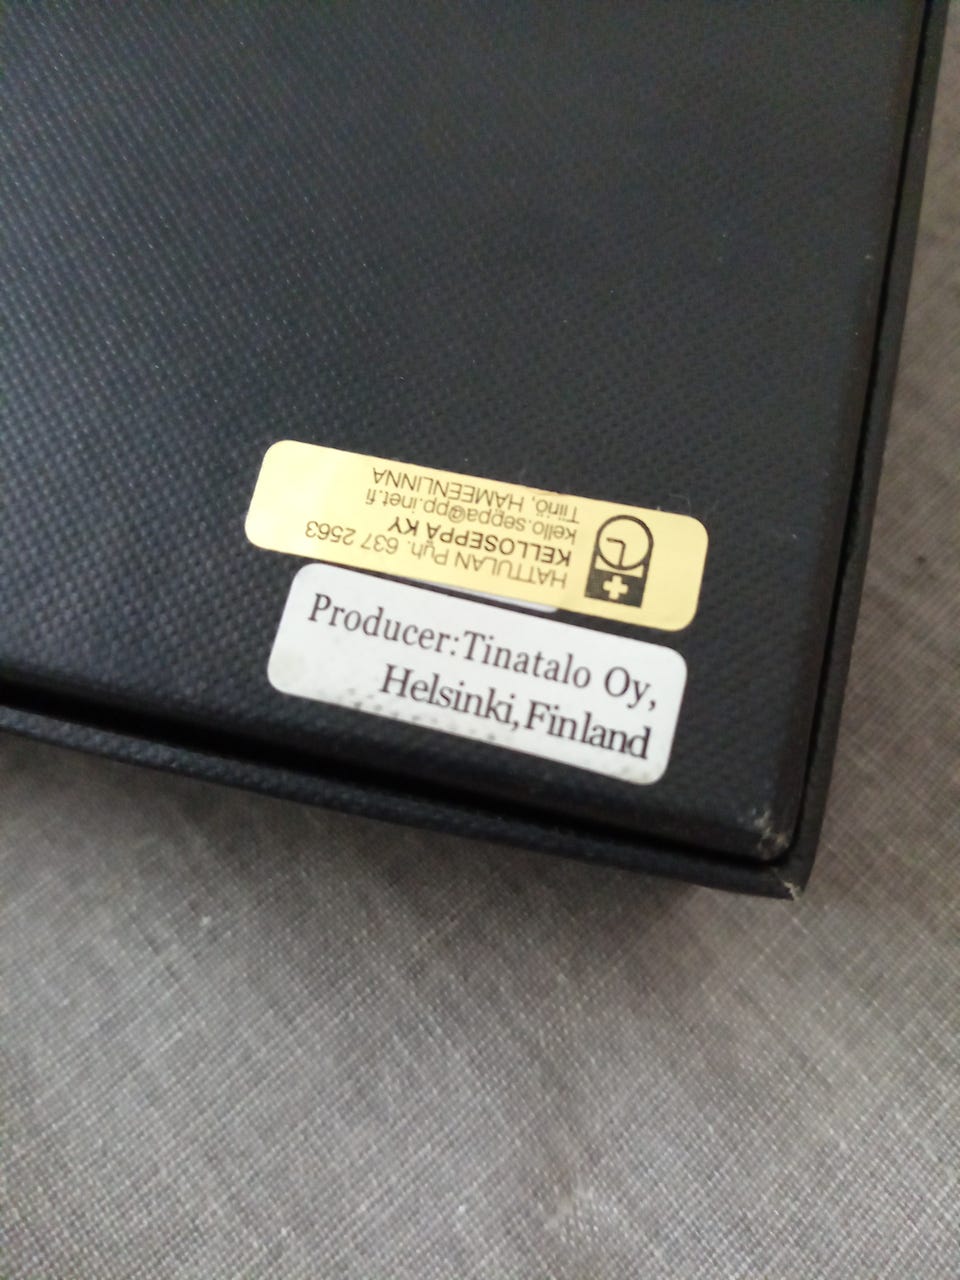 HATTULAN Puh. 637 2563
KELLOSEPPÄ KY
kello.seppa@pp.inet.fi
Tiiriö, HÄMEENLINNA
Producer:Tinatalo Oy,
Helsinki,Finland